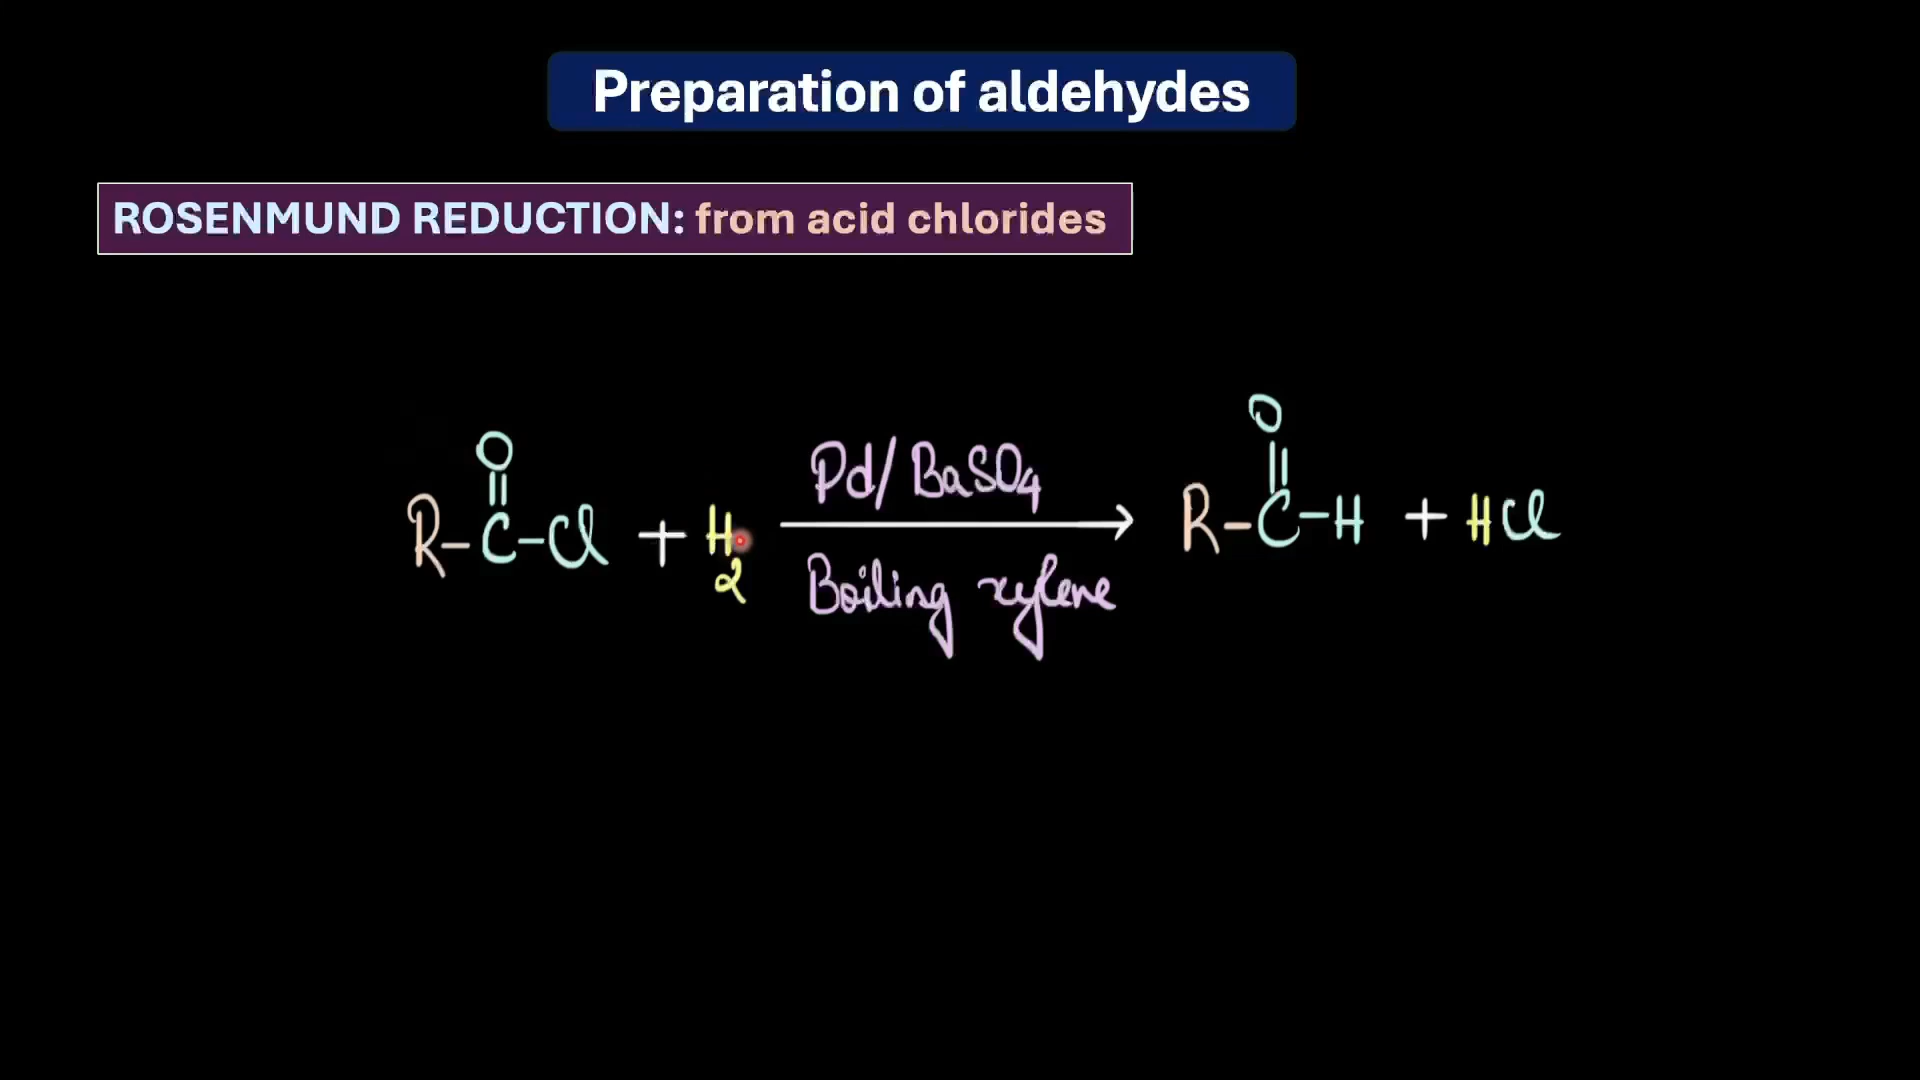 Preparation of aldehydes
ROSENMUND REDUCTION: from acid chlorides
O O
|| Pd/BaSO4 ||
R-C-Cl + H2 → R-C-H + HCl
Boiling xylene